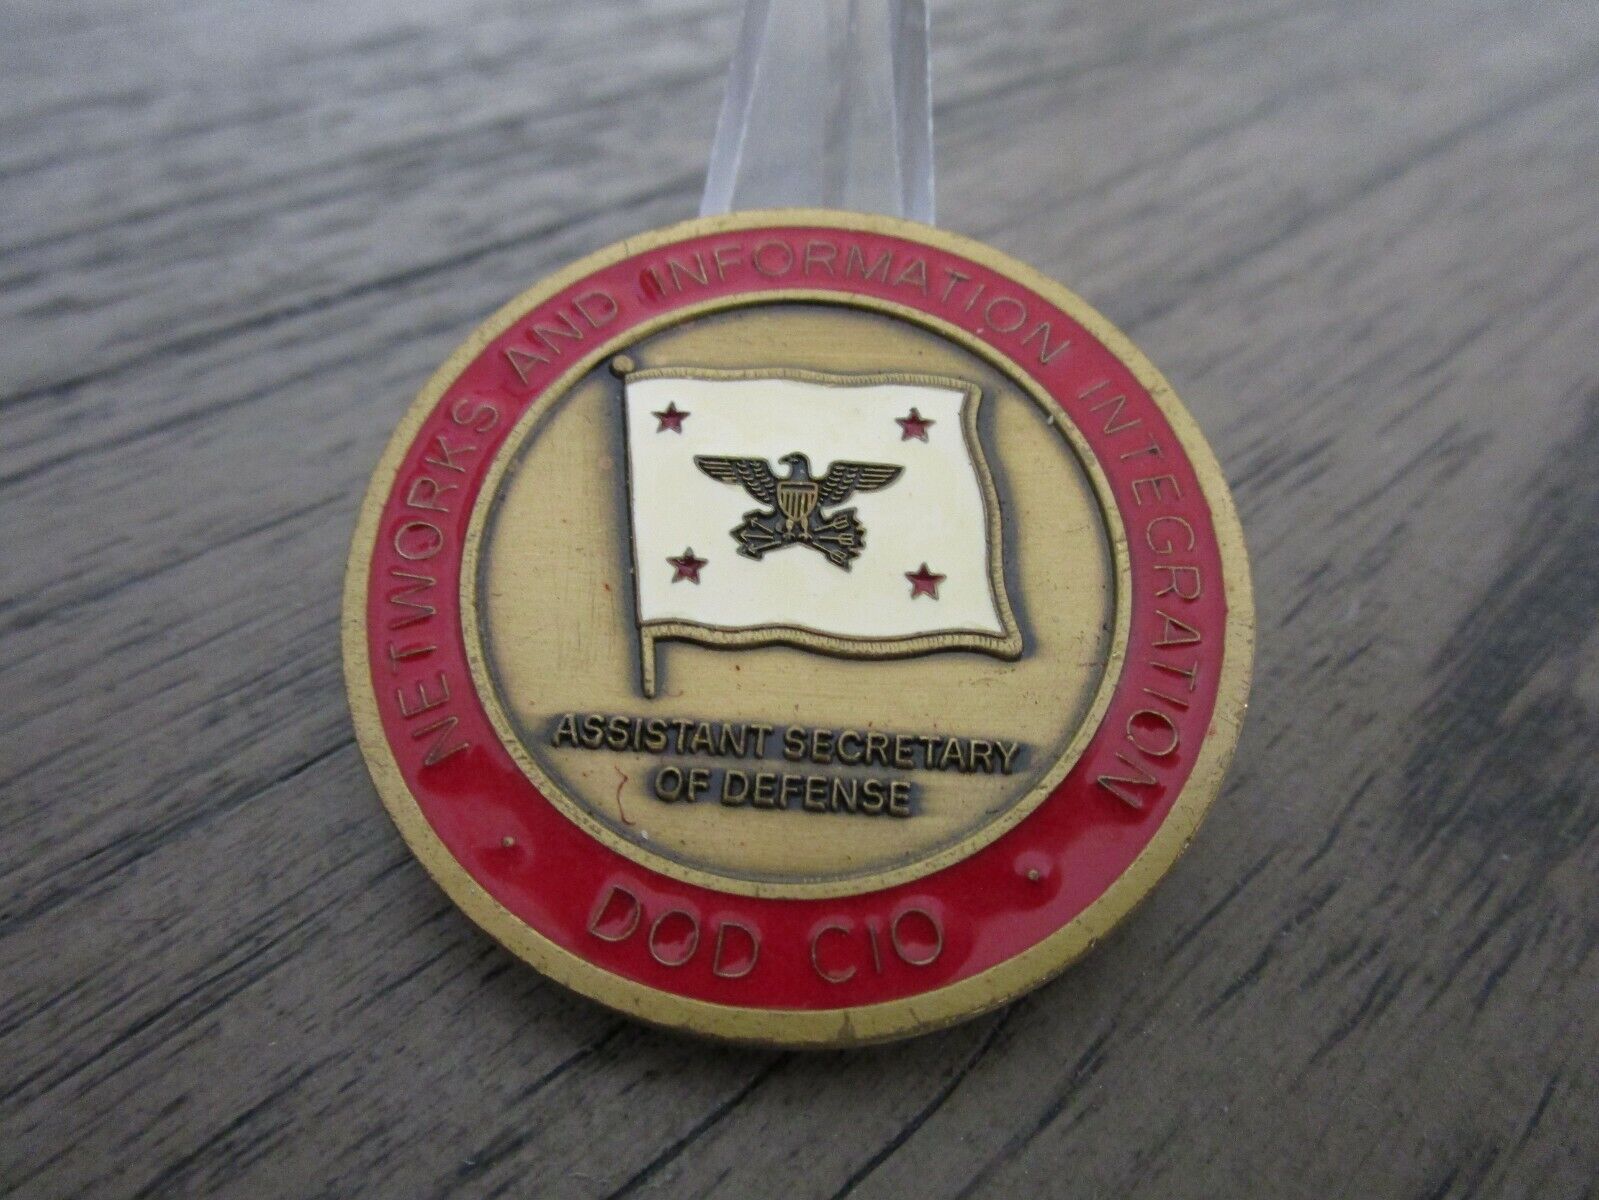 NETWORKS AND INFORMATION INTEGRATION
ASSISTANT SECRETARY
OF DEFENSE
· DOD CIO ·